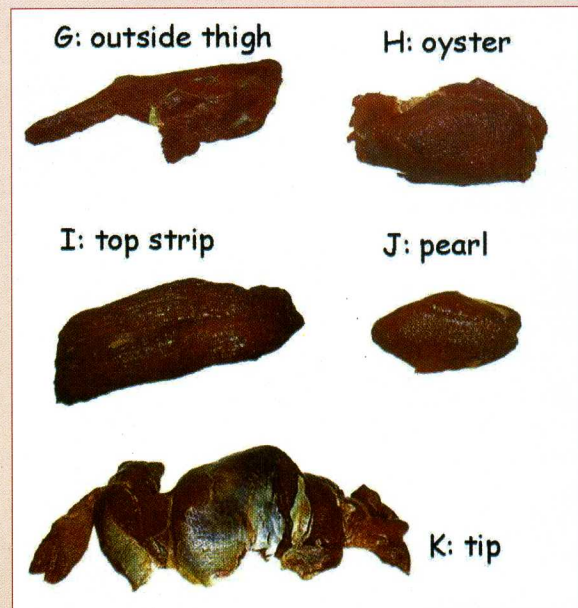 G: outside thigh
H: oyster
I: top strip
J: pearl
K: tip